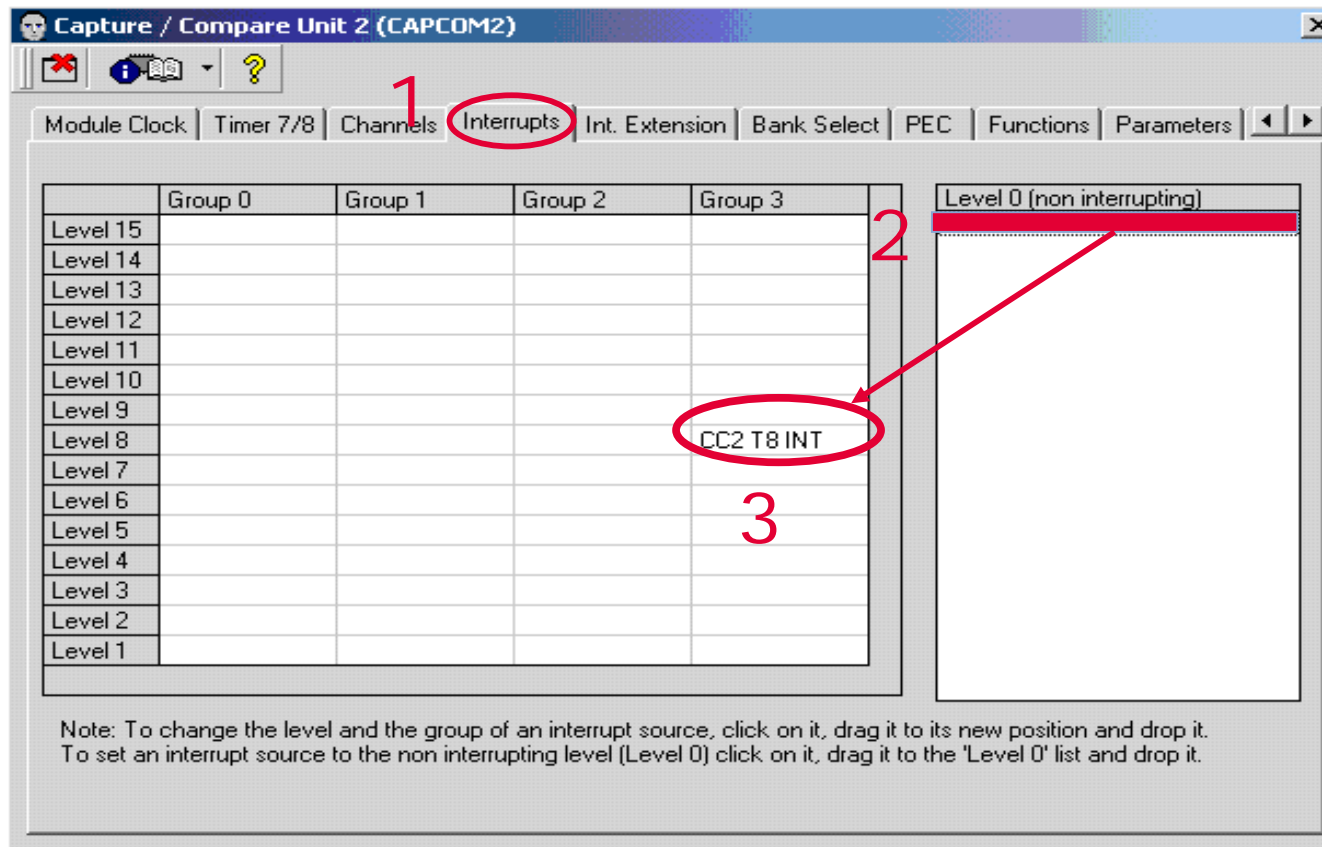 Capture / Compare Unit 2 (CAPCOM2)
1
Module Clock Timer 7/8 Channels Interrupts Int. Extension Bank Select PEC Functions Parameters
Group 0 Group 1 Group 2 Group 3
Level 0 (non interrupting)
2
Level 15
Level 14
Level 13
Level 12
Level 11
Level 10
Level 9
Level 8 CC2 T8 INT
Level 7
Level 6
3
Level 5
Level 4
Level 3
Level 2
Level 1
Note: To change the level and the group of an interrupt source, click on it, drag it to its new position and drop it.
To set an interrupt source to the non interrupting level (Level 0) click on it, drag it to the 'Level 0' list and drop it.